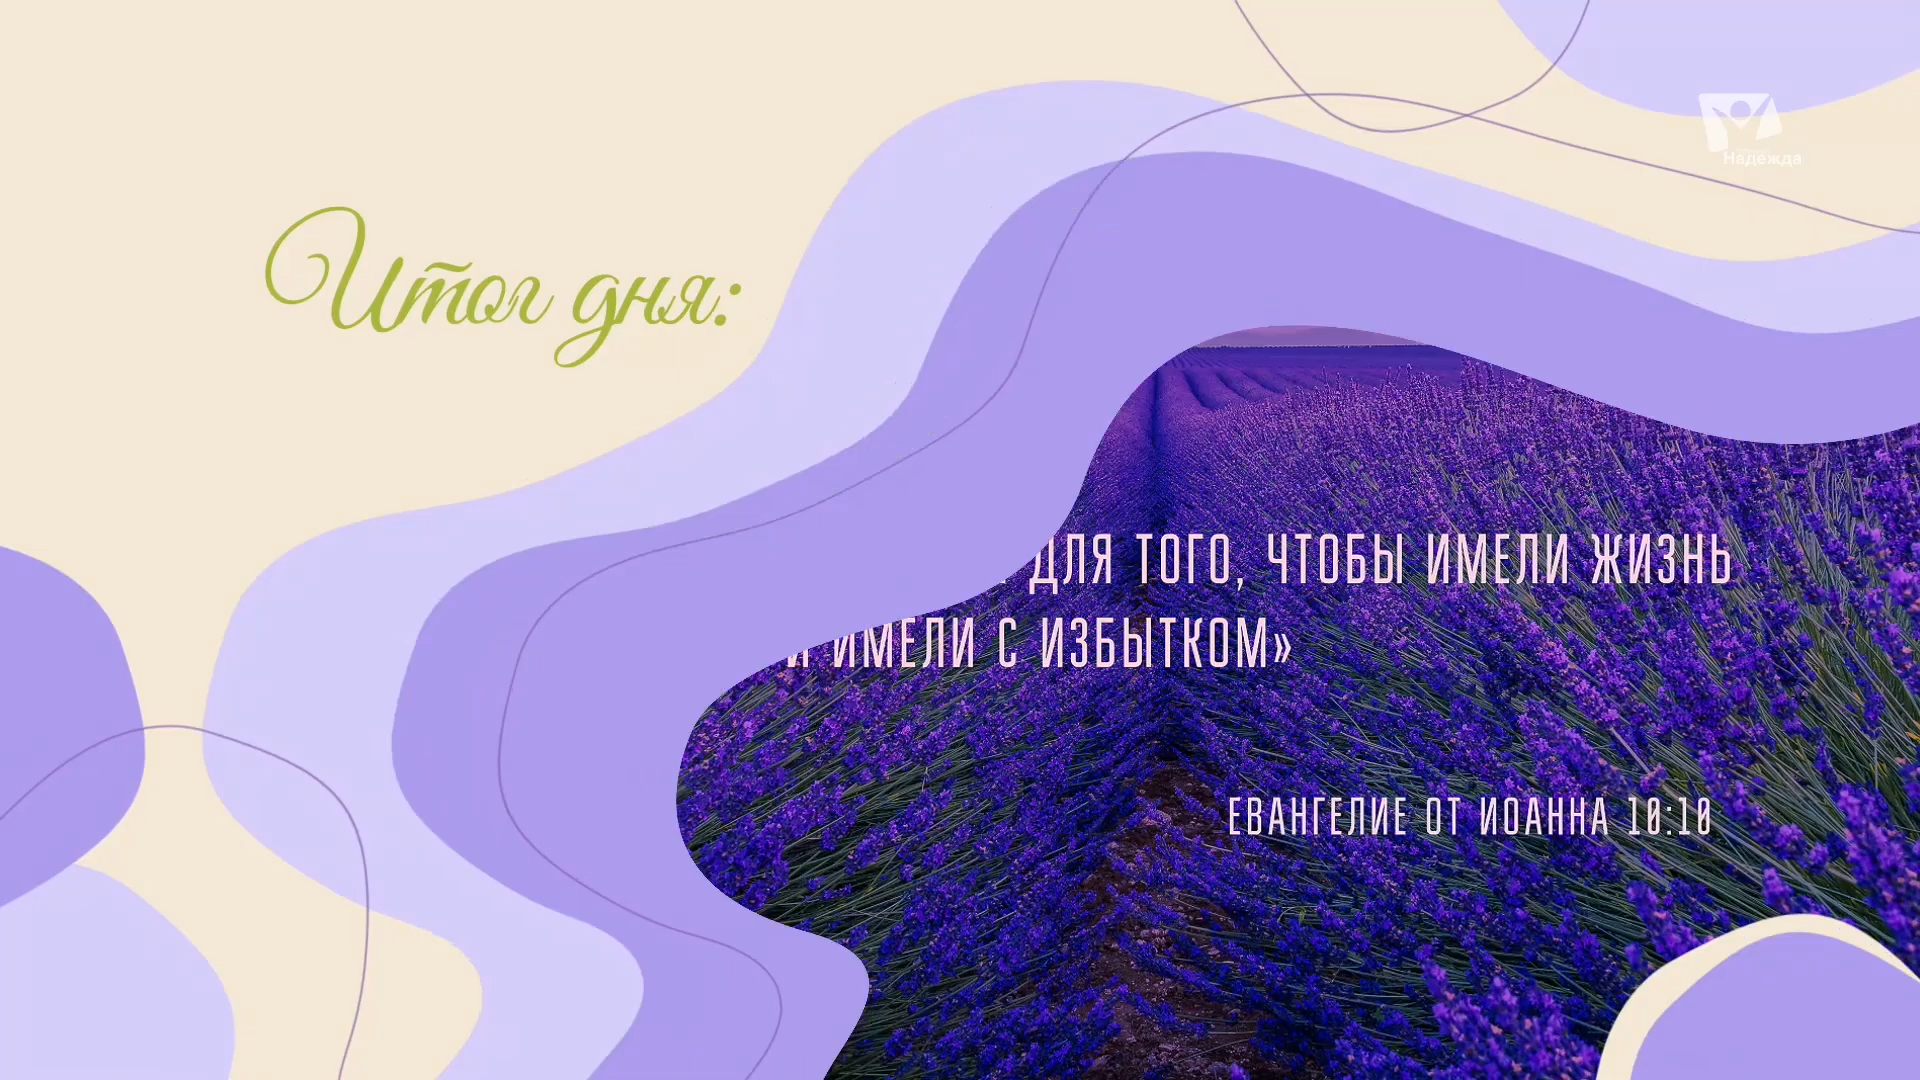 Надежда
Итог дня:
ДЛЯ ТОГО, ЧТОБЫ ИМЕЛИ ЖИЗНЬ
И ИМЕЛИ С ИЗБЫТКОМ»
ЕВАНГЕЛИЕ ОТ ИОАННА 10:10